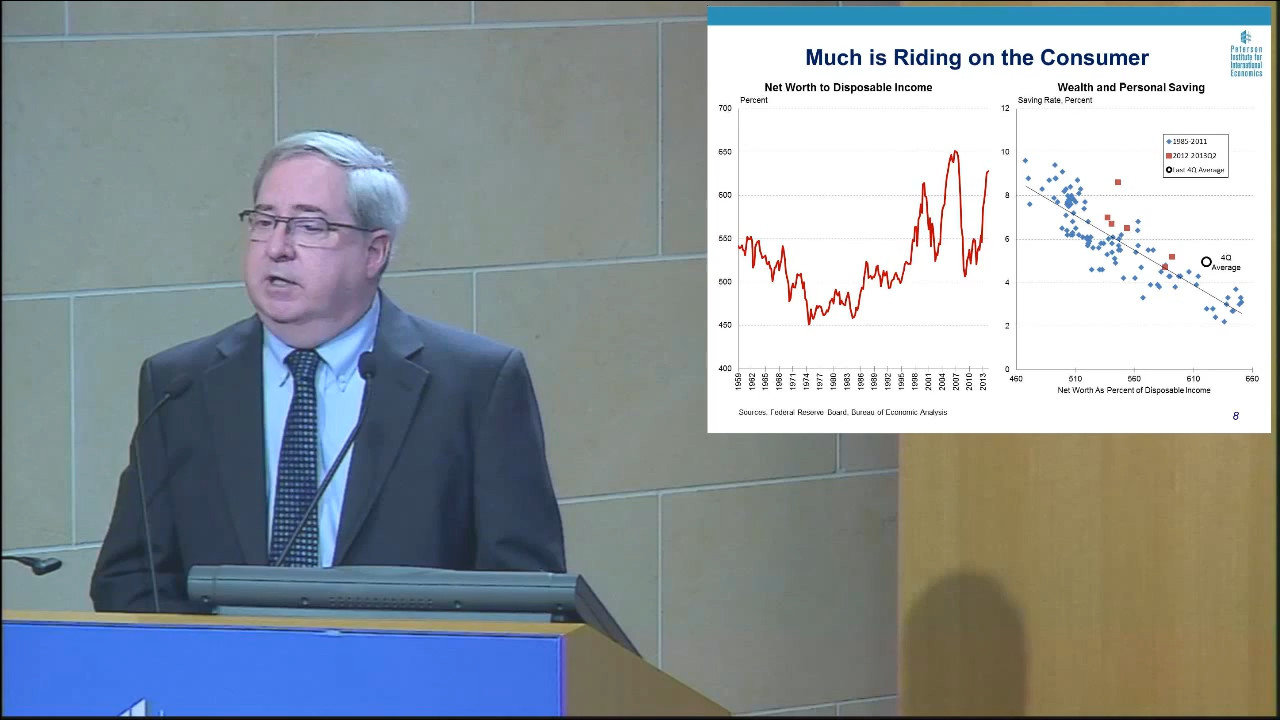 Much is Riding on the Consumer
Peterson
Institute for
International
Economics
Net Worth to Disposable Income
Percent
700
650
600
550
500
450
400
1959
1962
1965
1968
1971
1974
1977
1980
1983
1986
1989
1992
1995
1998
2001
2004
2007
2010
2013
Wealth and Personal Saving
Saving Rate, Percent
12
10
8
6
4
2
0
1985-2011
2012-2013Q2
Last 4Q Average
4Q
Average
460
510
560
610
660
Net Worth As Percent of Disposable Income
Sources: Federal Reserve Board, Bureau of Economic Analysis
8